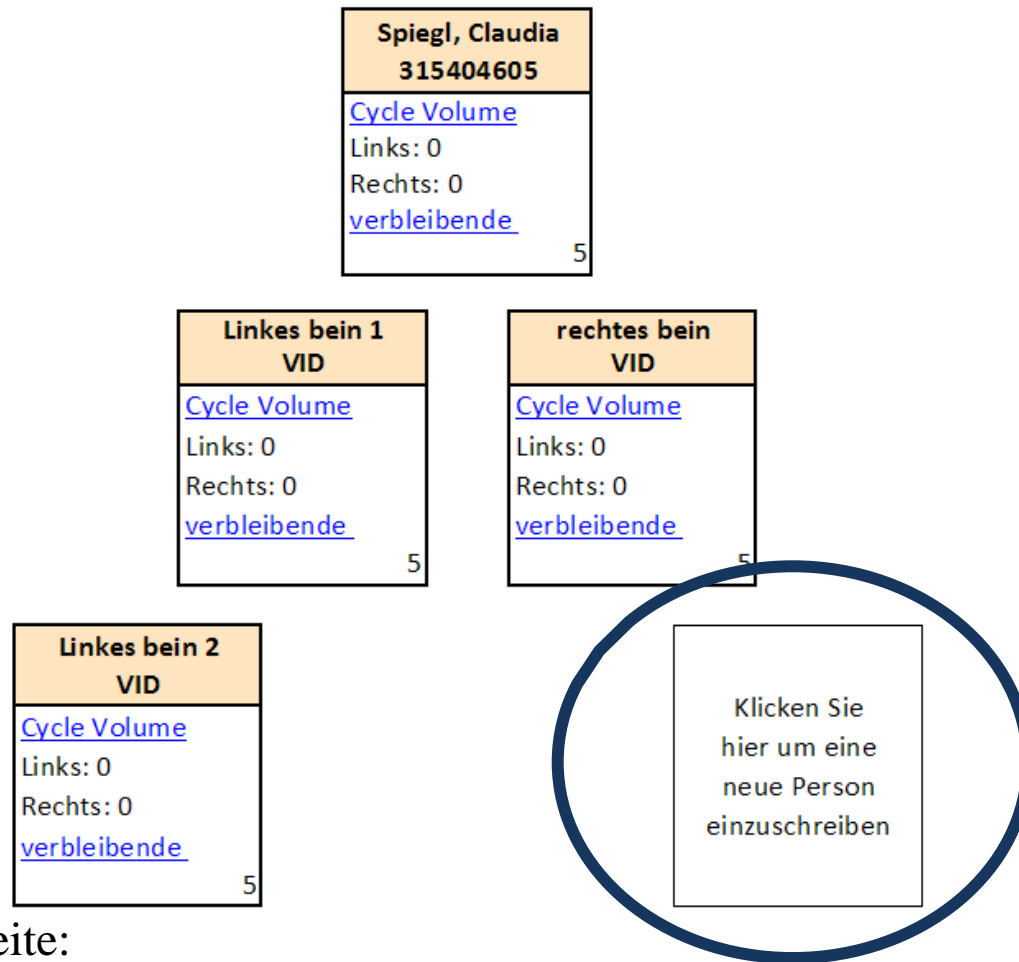 Spiegl, Claudia
315404605
Cycle Volume
Links: 0
Rechts: 0
verbleibende
5
Linkes bein 1
VID
Cycle Volume
Links: 0
Rechts: 0
verbleibende
5
rechtes bein
VID
Cycle Volume
Links: 0
Rechts: 0
verbleibende
5
Linkes bein 2
VID
Cycle Volume
Links: 0
Rechts: 0
verbleibende
5
Klicken Sie
hier um eine
neue Person
einzuschreiben
eite: